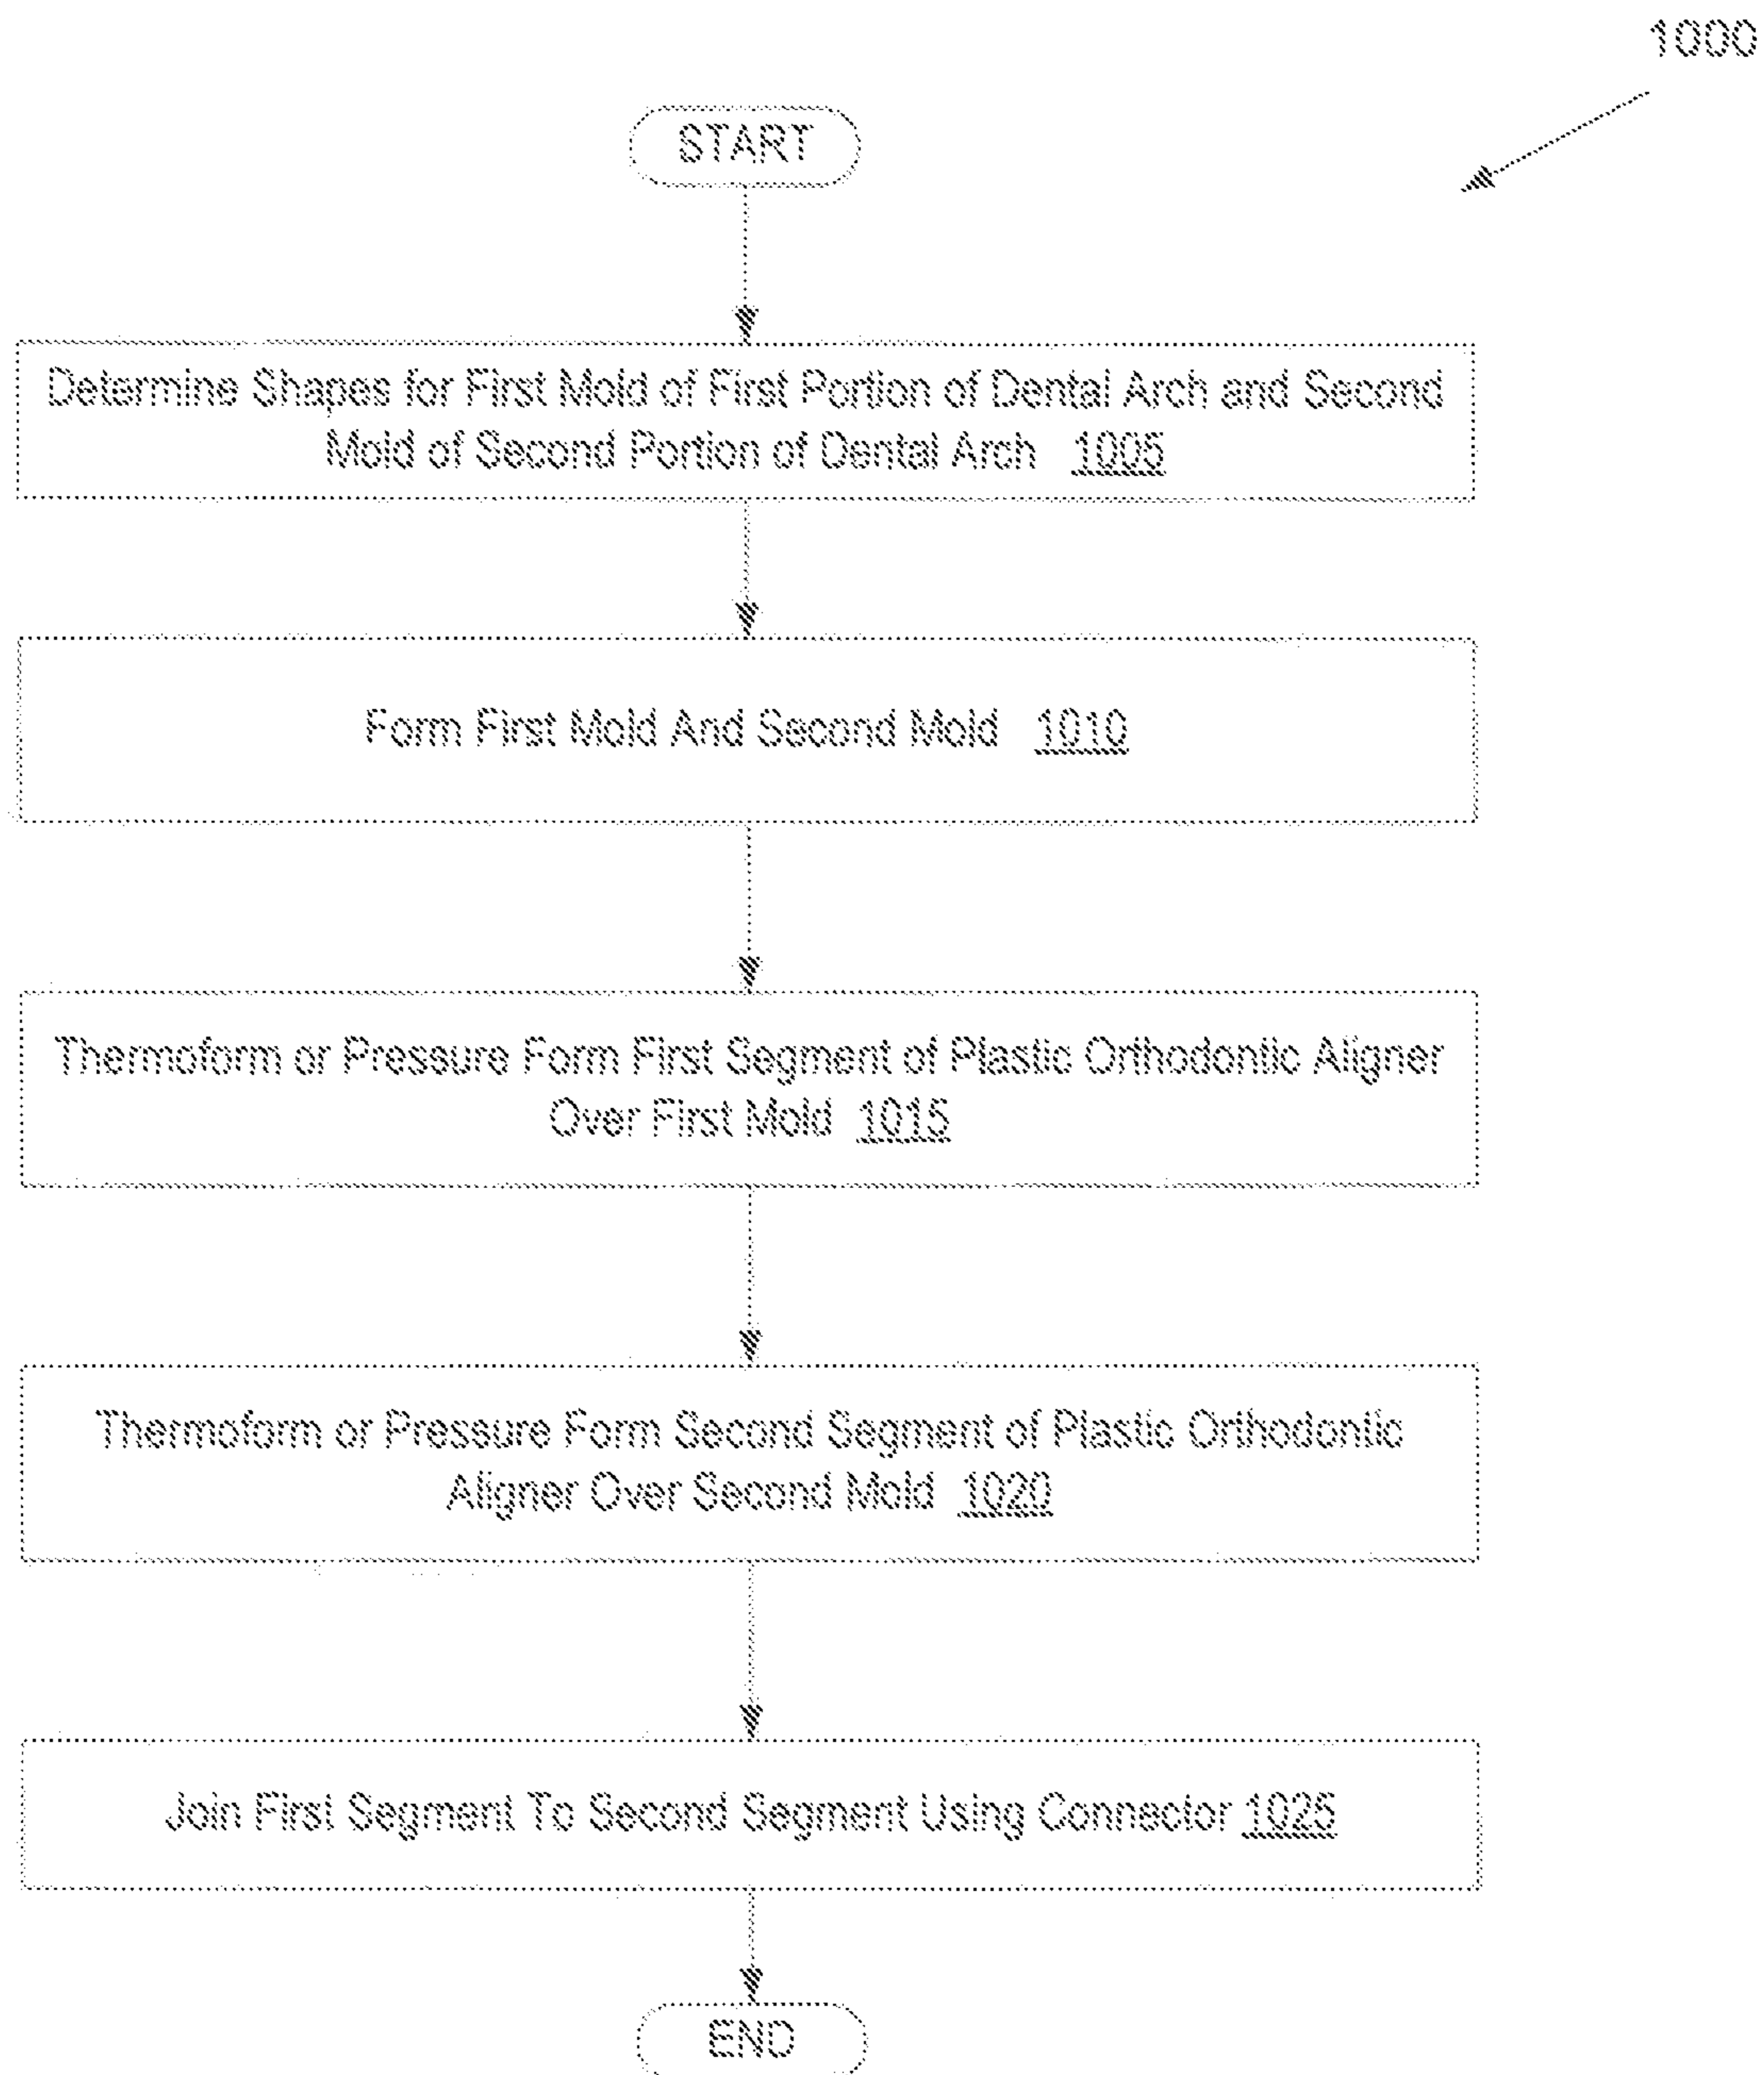 1000
START
Determine Shapes for First Mold of First Portion of Dental Arch and Second
Mold of Second Portion of Dental Arch 1005
Form First Mold And Second Mold 1010
Thermoform or Pressure Form First Segment of Plastic Orthodontic Aligner
Over First Mold 1015
Thermoform or Pressure Form Second Segment of Plastic Orthodontic
Aligner Over Second Mold 1020
Join First Segment To Second Segment Using Connector 1025
END